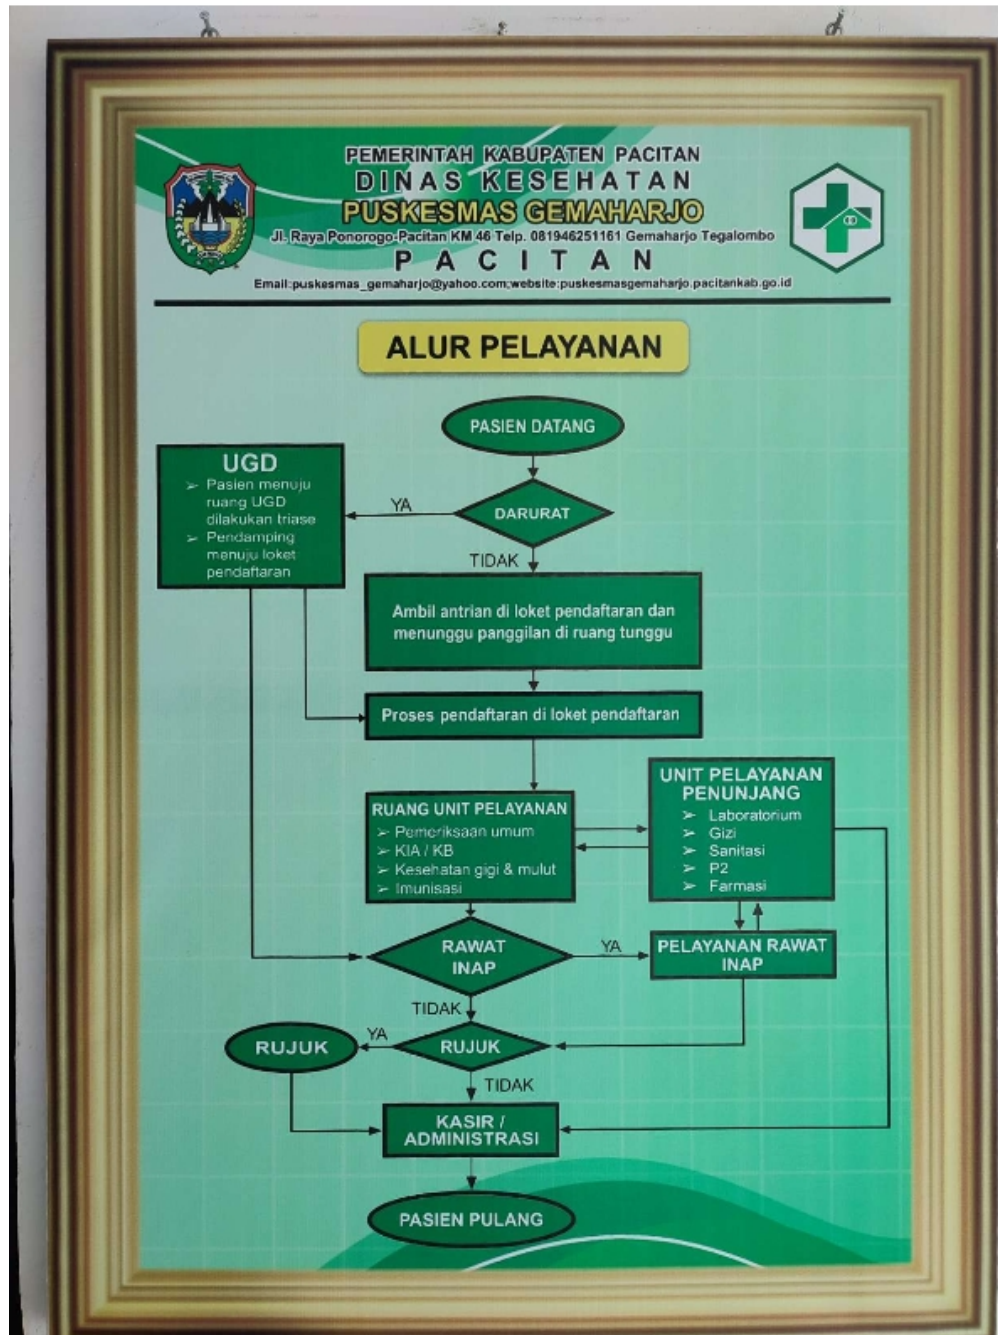 PEMERINTAH KABUPATEN PACITAN
DINAS KESEHATAN
PUSKESMAS GEMAHARJO
Jl. Raya Ponorogo-Pacitan KM 46 Telp. 081946251161 Gemaharjo Tegalombo
PACITAN
Email:puskesmas_gemaharjo@yahoo.com;website:puskesmasgemaharjo.pacitankab.go.id
ALUR PELAYANAN
PASIEN DATANG
DARURAT
YA
UGD
➢ Pasien menuju
ruang UGD
dilakukan triase
➢ Pendamping
menuju loket
pendaftaran
TIDAK
Ambil antrian di loket pendaftaran dan
menunggu panggilan di ruang tunggu
Proses pendaftaran di loket pendaftaran
RUANG UNIT PELAYANAN
➢ Pemeriksaan umum
➢ KIA / KB
➢ Kesehatan gigi & mulut
➢ Imunisasi
UNIT PELAYANAN
PENUNJANG
➢ Laboratorium
➢ Gizi
➢ Sanitasi
➢ P2
➢ Farmasi
RAWAT
INAP
YA
PELAYANAN RAWAT
INAP
TIDAK
RUJUK
YA
RUJUK
TIDAK
KASIR /
ADMINISTRASI
PASIEN PULANG